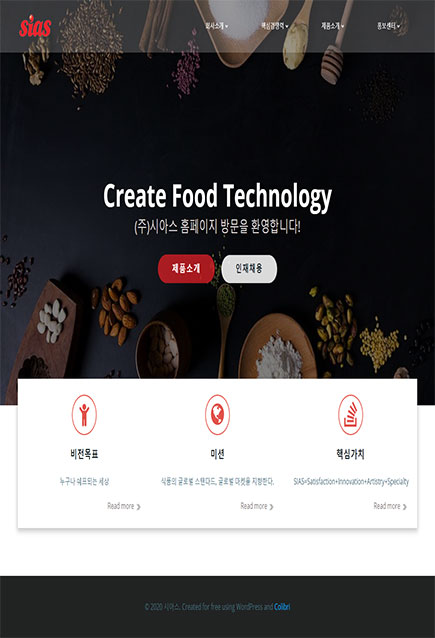 sias
회사소개 핵심경쟁력 제품소개 홍보센터
Create Food Technology
(주)시아스 홈페이지 방문을 환영합니다!
제품소개 인재채용
비전목표 미션 핵심가치
누구나 셰프되는 세상 식품의 글로벌 스탠다드, 글로벌 마켓을 지향한다. SIAS=Satisfaction+Innovation+Artistry+Specialty
Read more Read more Read more
© 2020 시아스. Created for free using WordPress and Colibri